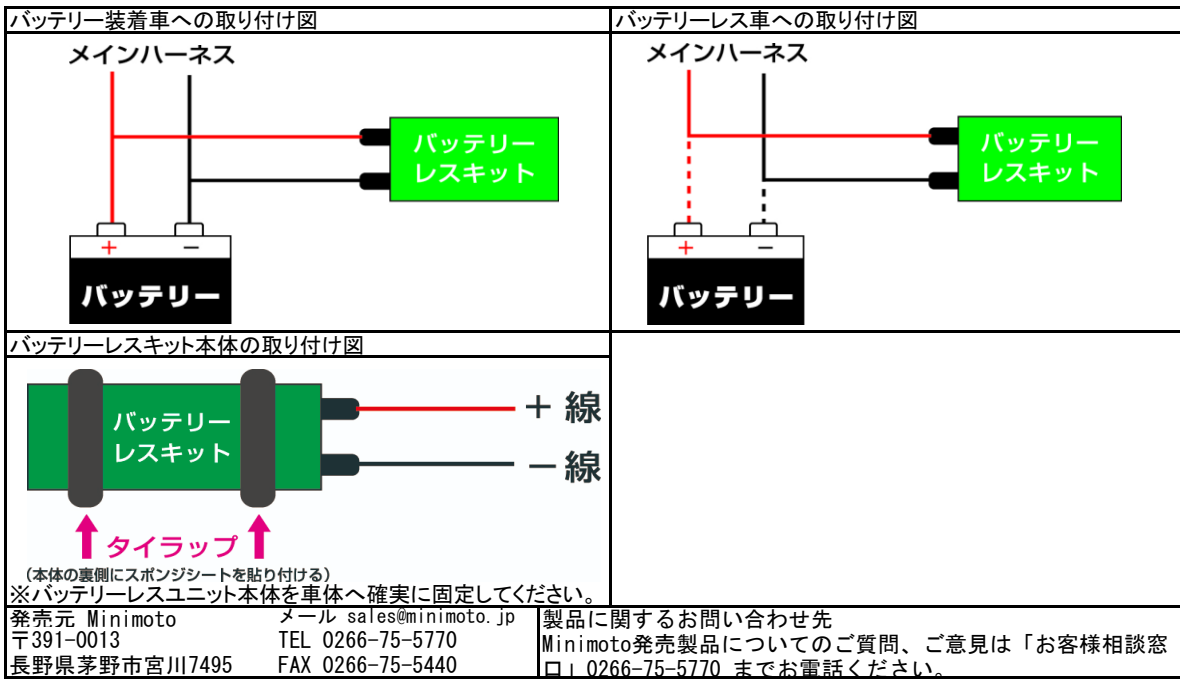 バッテリー装着車への取り付け図
メインハーネス
バッテリー
レスキット
+ −
バッテリー
バッテリーレス車への取り付け図
メインハーネス
バッテリー
レスキット
+ −
バッテリー
バッテリーレスキット本体の取り付け図
バッテリー
レスキット
＋線
－線
タイラップ
(本体の裏側にスポンジシートを貼り付ける)
※バッテリーレスユニット本体を車体へ確実に固定してください。
発売元 Minimoto メール sales@minimoto.jp
〒391-0013 TEL 0266-75-5770
長野県茅野市宮川7495 FAX 0266-75-5440
製品に関するお問い合わせ先
Minimoto発売製品についてのご質問、ご意見は「お客様相談窓
口」0266-75-5770 までお電話ください。